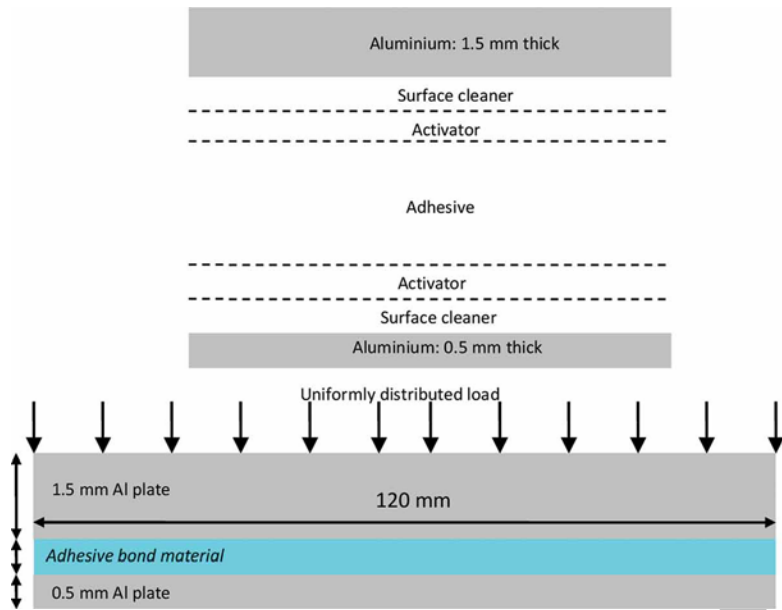 Aluminium: 1.5 mm thick
Surface cleaner
Activator
Adhesive
Activator
Surface cleaner
Aluminium: 0.5 mm thick
Uniformly distributed load
1.5 mm Al plate
120 mm
Adhesive bond material
0.5 mm Al plate